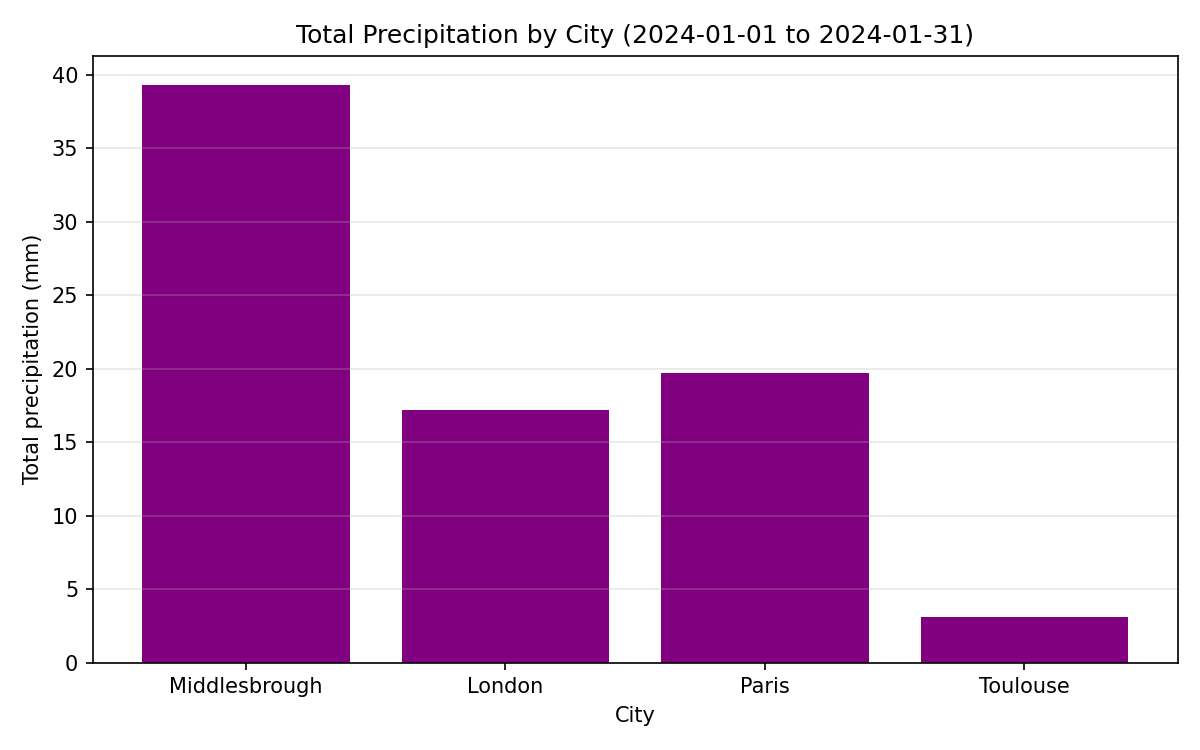 Total Precipitation by City (2024-01-01 to 2024-01-31)
Total precipitation (mm)
40
35
30
25
20
15
10
5
0
Middlesbrough London Paris Toulouse
City